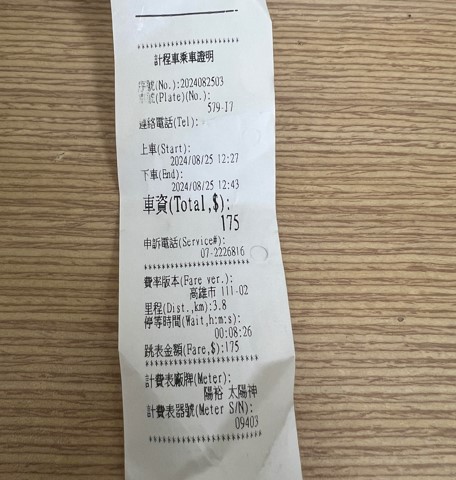 計程車乘車證明
序號(No.):2024082503
車號(Plate)(No.):
579-I7
連絡電話(Tel):
上車(Start):
2024/08/25 12:27
下車(End):
2024/08/25 12:43
車資(Total,$):
175
申訴電話(Service#):
07-2226816
費率版本(Fare ver.):
高雄市 111-02
里程(Dist.,km):3.8
停等時間(Wait,h:m:s):
00:08:26
跳表金額(Fare,$):175
計費表廠牌(Meter):
陽裕 太陽神
計費表器號(Meter S/N):
09403